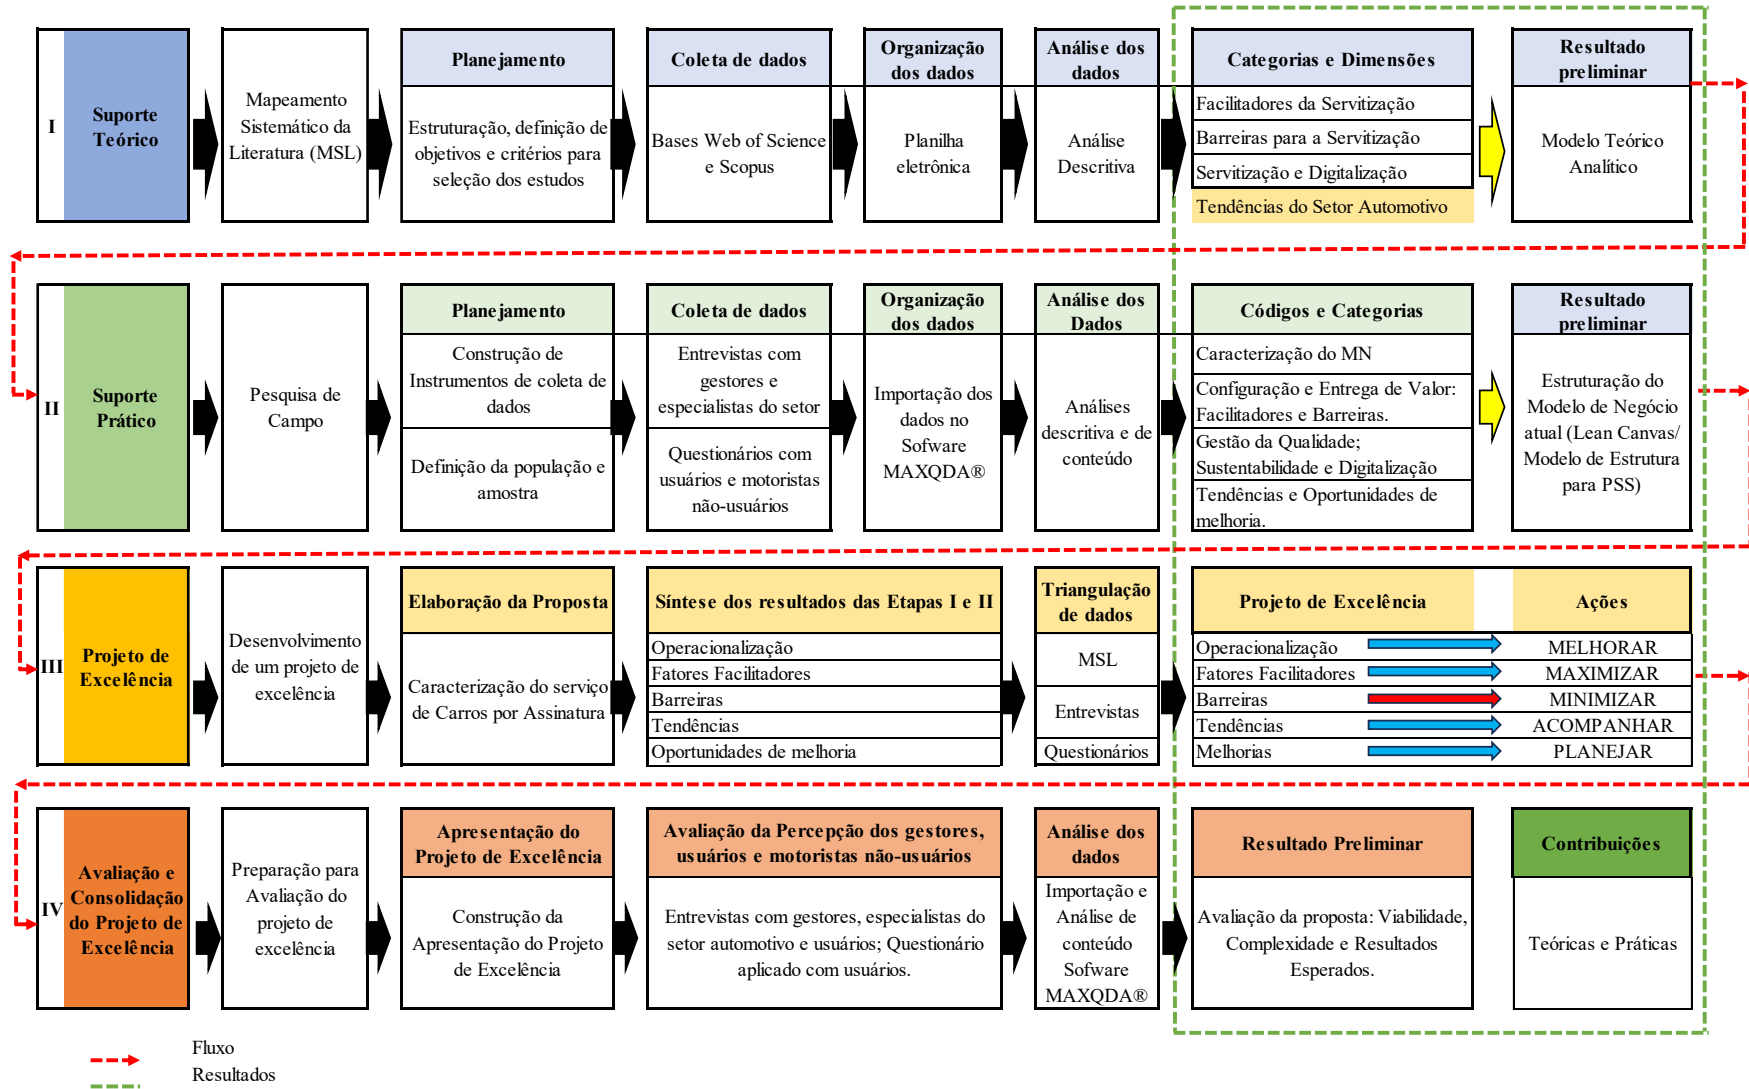 I
Suporte
Teórico
Mapeamento
Sistemático da
Literatura (MSL)
Planejamento
Estruturação, definição de
objetivos e critérios para
seleção dos estudos
Coleta de dados
Bases Web of Science
e Scopus
Organização
dos dados
Planilha
eletrônica
Análise dos
dados
Análise
Descritiva
Categorias e Dimensões
Facilitadores da Servitização
Barreiras para a Servitização
Servitização e Digitalização
Tendências do Setor Automotivo
Resultado
preliminar
Modelo Teórico
Analítico
II
Suporte
Prático
Pesquisa de
Campo
Planejamento
Construção de
Instrumentos de coleta de
dados
Definição da população e
amostra
Coleta de dados
Entrevistas com
gestores e
especialistas do setor
Questionários com
usuários e motoristas
não-usuários
Organização
dos dados
Importação dos
dados no
Sofware
MAXQDA®
Análise dos
Dados
Análises
descritiva e de
conteúdo
Códigos e Categorias
Caracterização do MN
Configuração e Entrega de Valor:
Facilitadores e Barreiras.
Gestão da Qualidade;
Sustentabilidade e Digitalização
Tendências e Oportunidades de
melhoria.
Resultado
preliminar
Estruturação do
Modelo de Negócio
atual (Lean Canvas/
Modelo de Estrutura
para PSS)
III
Projeto de
Excelência
Desenvolvimento
de um projeto de
excelência
Elaboração da Proposta
Caracterização do serviço
de Carros por Assinatura
Síntese dos resultados das Etapas I e II
Operacionalização
Fatores Facilitadores
Barreiras
Tendências
Oportunidades de melhoria
Triangulação
de dados
MSL
Entrevistas
Questionários
Projeto de Excelência
Ações
Operacionalização
MELHORAR
Fatores Facilitadores
MAXIMIZAR
Barreiras
MINIMIZAR
Tendências
ACOMPANHAR
Melhorias
PLANEJAR
IV
Avaliação e
Consolidação
do Projeto de
Excelência
Preparação para
Avaliação do
projeto de
excelência
Apresentação do
Projeto de Excelência
Construção da
Apresentação do Projeto
de Excelência
Avaliação da Percepção dos gestores,
usuários e motoristas não-usuários
Entrevistas com gestores, especialistas do
setor automotivo e usuários; Questionário
aplicado com usuários.
Análise dos
dados
Importação e
Análise de
conteúdo
Sofware
MAXQDA®
Resultado Preliminar
Avaliação da proposta: Viabilidade,
Complexidade e Resultados
Esperados.
Contribuições
Teóricas e Práticas
Fluxo
Resultados